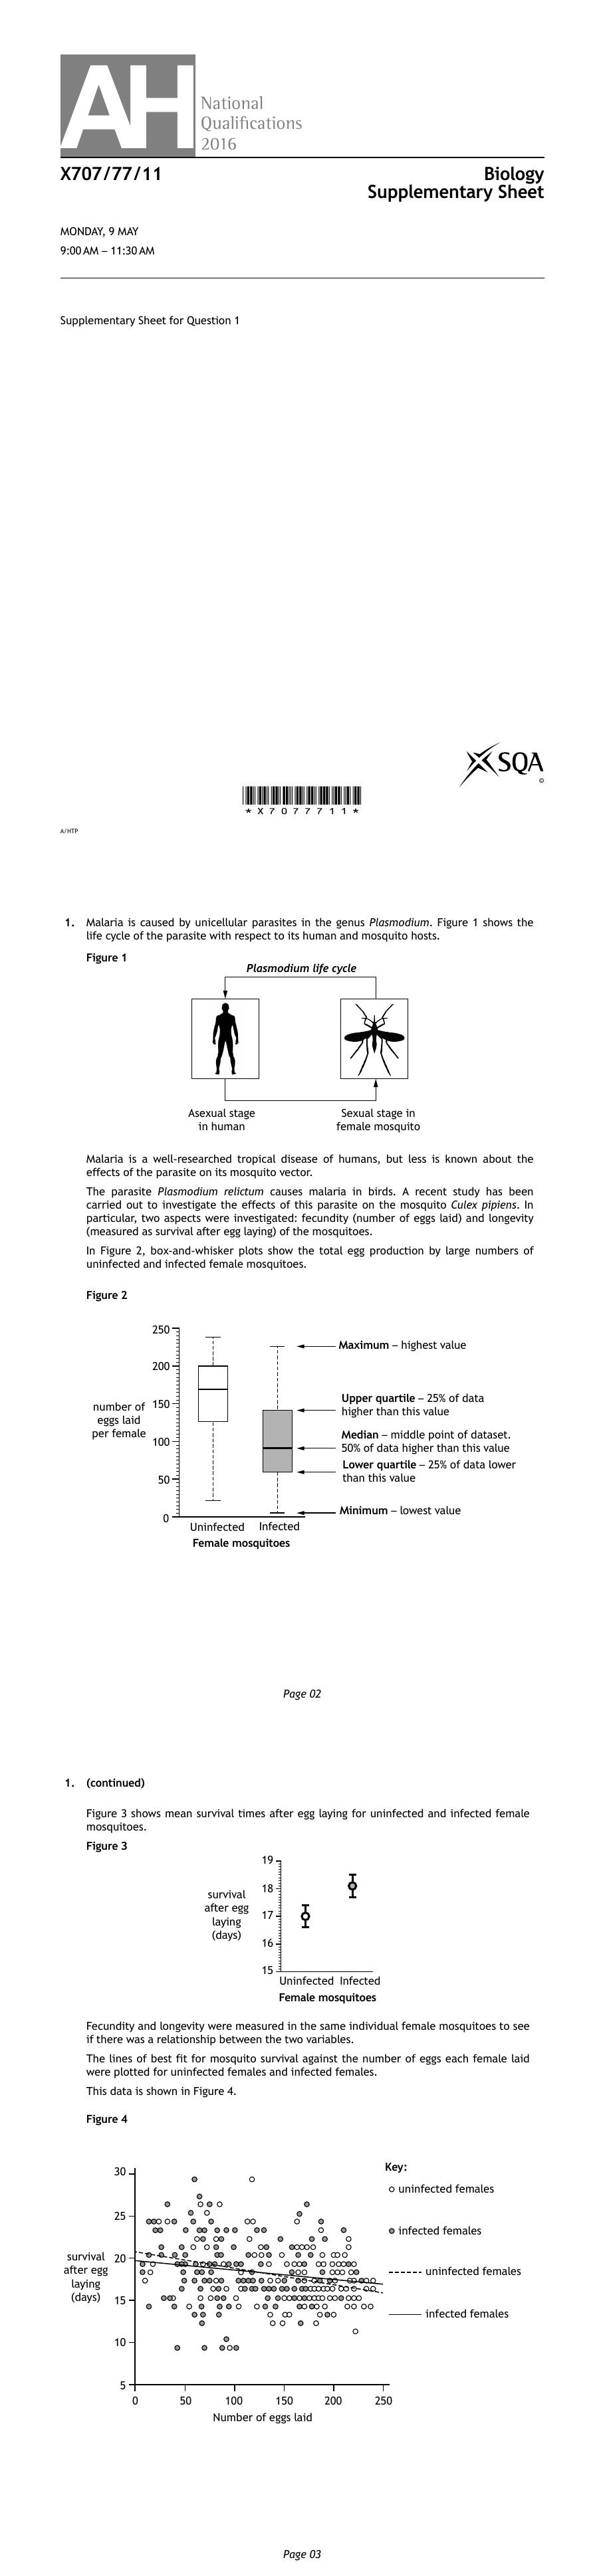 AH
National
Qualifications
2016
X707/77/11
Biology
Supplementary Sheet
MONDAY, 9 MAY
9:00 AM – 11:30 AM
Supplementary Sheet for Question 1
SQA
©
*X7077711*
A/HTP
1. Malaria is caused by unicellular parasites in the genus Plasmodium. Figure 1 shows the
life cycle of the parasite with respect to its human and mosquito hosts.
Figure 1
Plasmodium life cycle
Asexual stage
in human
Sexual stage in
female mosquito
Malaria is a well-researched tropical disease of humans, but less is known about the
effects of the parasite on its mosquito vector.
The parasite Plasmodium relictum causes malaria in birds. A recent study has been
carried out to investigate the effects of this parasite on the mosquito Culex pipiens. In
particular, two aspects were investigated: fecundity (number of eggs laid) and longevity
(measured as survival after egg laying) of the mosquitoes.
In Figure 2, box-and-whisker plots show the total egg production by large numbers of
uninfected and infected female mosquitoes.
Figure 2
number of
eggs laid
per female
250
200
150
100
50
0
Uninfected Infected
Female mosquitoes
Maximum – highest value
Upper quartile – 25% of data
higher than this value
Median – middle point of dataset.
50% of data higher than this value
Lower quartile – 25% of data lower
than this value
Minimum – lowest value
Page 02
1. (continued)
Figure 3 shows mean survival times after egg laying for uninfected and infected female
mosquitoes.
Figure 3
survival
after egg
laying
(days)
19
18
17
16
15
Uninfected Infected
Female mosquitoes
Fecundity and longevity were measured in the same individual female mosquitoes to see
if there was a relationship between the two variables.
The lines of best fit for mosquito survival against the number of eggs each female laid
were plotted for uninfected females and infected females.
This data is shown in Figure 4.
Figure 4
survival
after egg
laying
(days)
30
25
20
15
10
5
0 50 100 150 200 250
Number of eggs laid
Key:
uninfected females
infected females
uninfected females
infected females
Page 03